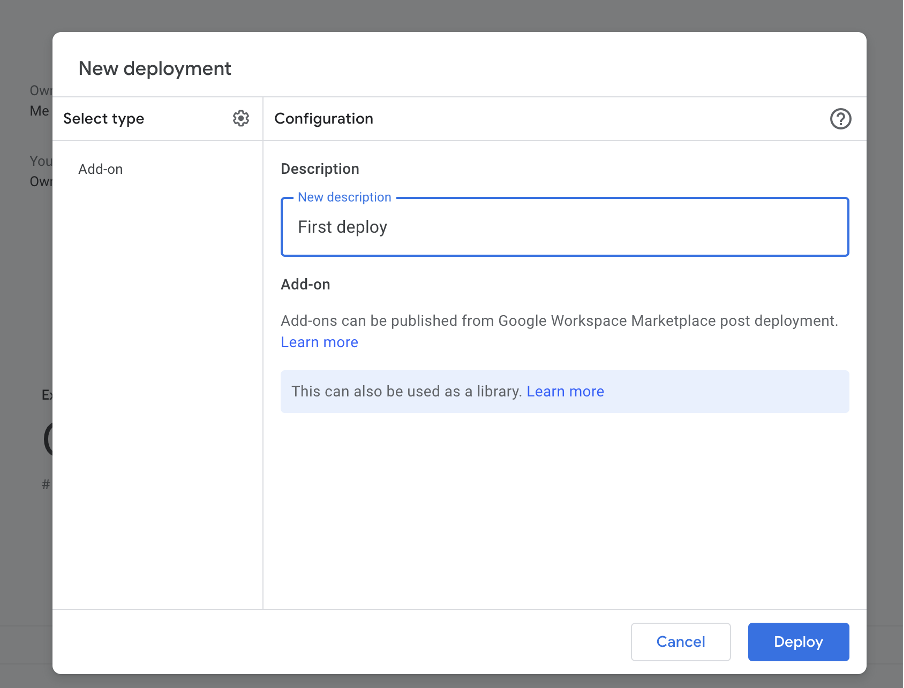 New deployment
Select type
Configuration
Add-on
Description
New description
First deploy
Add-on
Add-ons can be published from Google Workspace Marketplace post deployment.
Learn more
This can also be used as a library. Learn more
Cancel
Deploy
Me
#